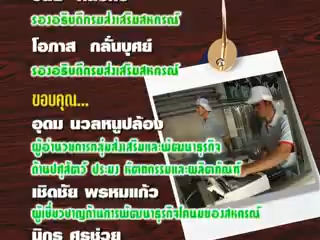 รองอธิบดีกรมส่งเสริมสหกรณ์
โอภาส กลั่นบุศย์
รองอธิบดีกรมส่งเสริมสหกรณ์
ขอบคุณ...
อุดม นวลหนูปล้อง
ผู้อำนวยการกลุ่มส่งเสริมและพัฒนาธุรกิจ
ด้านปศุสัตว์ ประมง หัตถกรรมและผลิตภัณฑ์
เชิดชัย พรหมแก้ว
ผู้เชี่ยวชาญด้านการพัฒนาธุรกิจโคนมของสหกรณ์